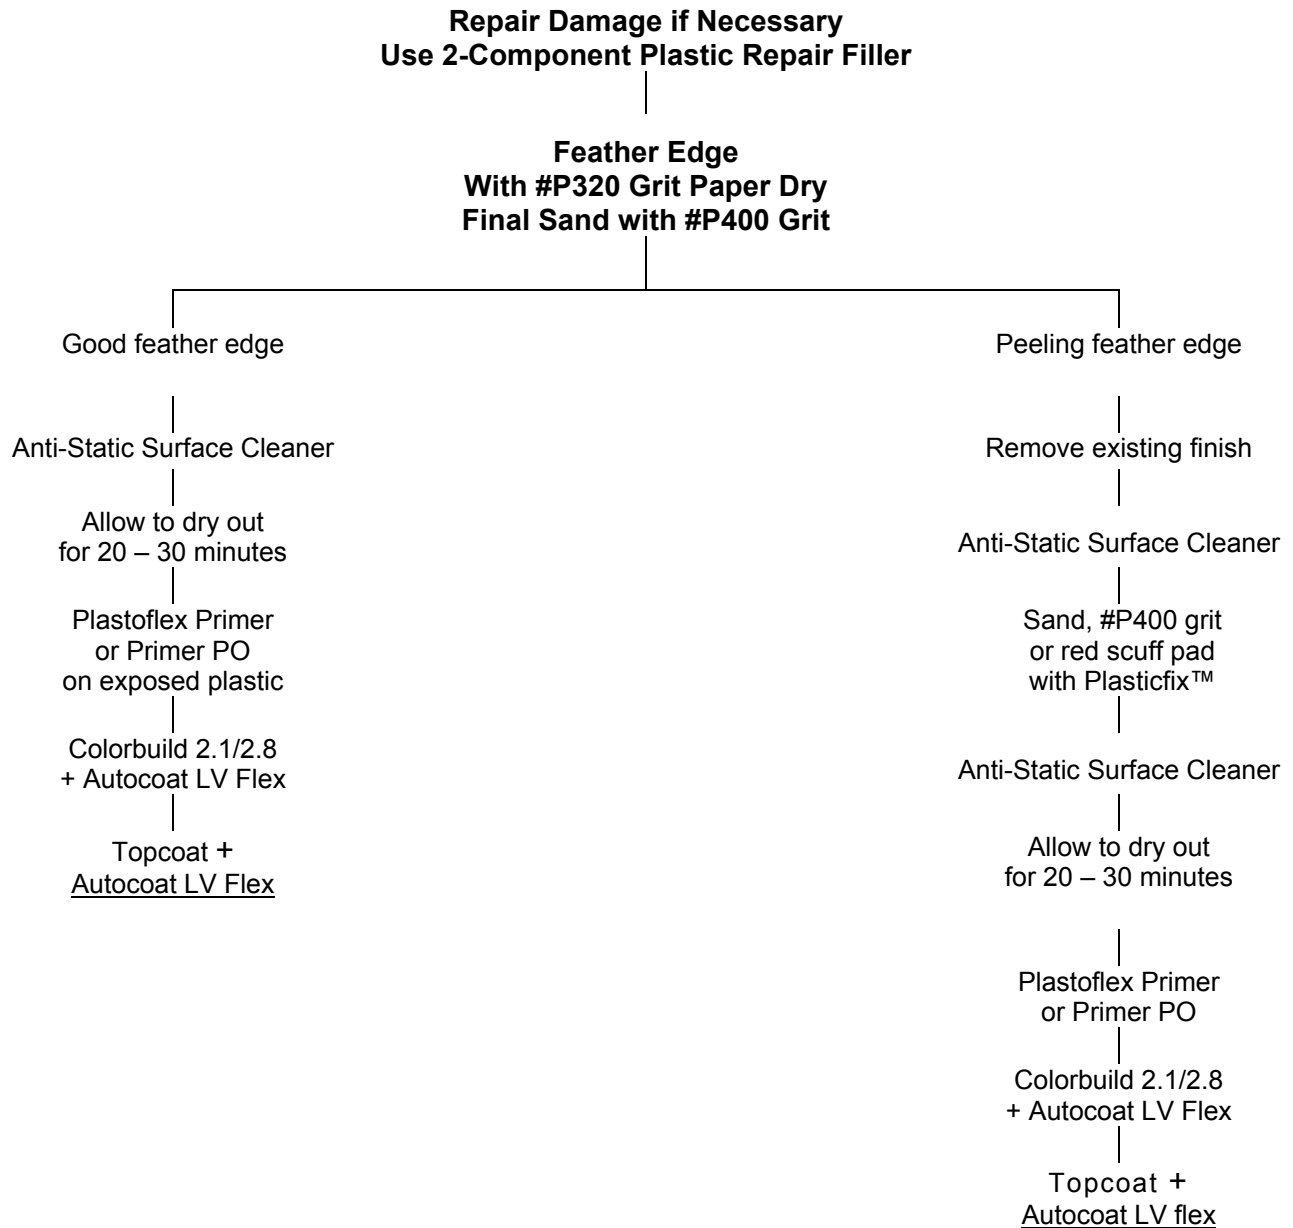 Repair Damage if Necessary
Use 2-Component Plastic Repair Filler
Feather Edge
With #P320 Grit Paper Dry
Final Sand with #P400 Grit
Good feather edge
Anti-Static Surface Cleaner
Allow to dry out
for 20 – 30 minutes
Plastoflex Primer
or Primer PO
on exposed plastic
Colorbuild 2.1/2.8
+ Autocoat LV Flex
Topcoat +
Autocoat LV Flex
Peeling feather edge
Remove existing finish
Anti-Static Surface Cleaner
Sand, #P400 grit
or red scuff pad
with Plasticfix™
Anti-Static Surface Cleaner
Allow to dry out
for 20 – 30 minutes
Plastoflex Primer
or Primer PO
Colorbuild 2.1/2.8
+ Autocoat LV Flex
Topcoat +
Autocoat LV flex